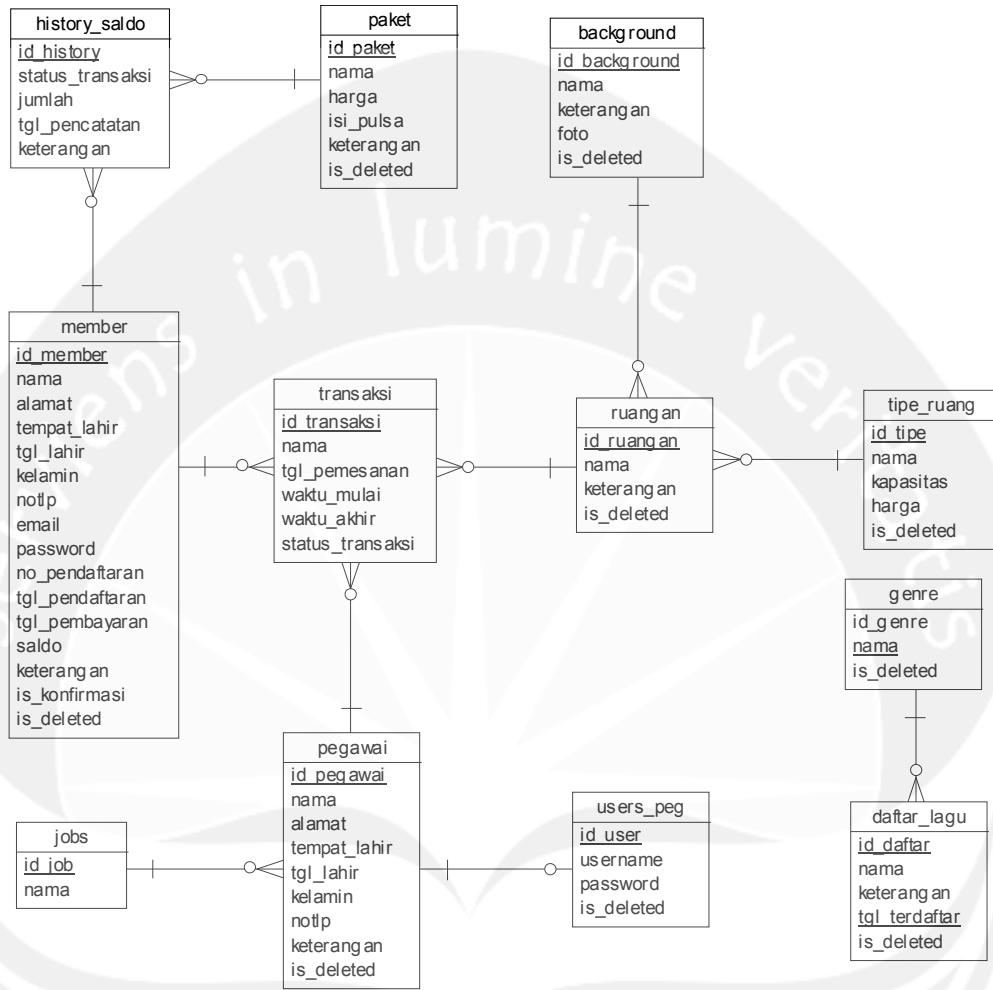 history_saldo
id_history
status_transaksi
jumlah
tgl_pencatatan
keterangan
paket
id_paket
nama
harga
isi_pulsa
keterangan
is_deleted
background
id_background
nama
keterangan
foto
is_deleted
member
id_member
nama
alamat
tempat_lahir
tgl_lahir
kelamin
notlp
email
password
no_pendaftaran
tgl_pendaftaran
tgl_pembayaran
saldo
keterangan
is_konfirmasi
is_deleted
transaksi
id_transaksi
nama
tgl_pemesanan
waktu_mulai
waktu_akhir
status_transaksi
ruangan
id_ruangan
nama
keterangan
is_deleted
tipe_ruang
id_tipe
nama
kapasitas
harga
is_deleted
genre
id_genre
nama
is_deleted
pegawai
id_pegawai
nama
alamat
tempat_lahir
tgl_lahir
kelamin
notlp
keterangan
is_deleted
jobs
id_job
nama
users_peg
id_user
username
password
is_deleted
daftar_lagu
id_daftar
nama
keterangan
tgl_terdaftar
is_deleted
in lumine veritatis